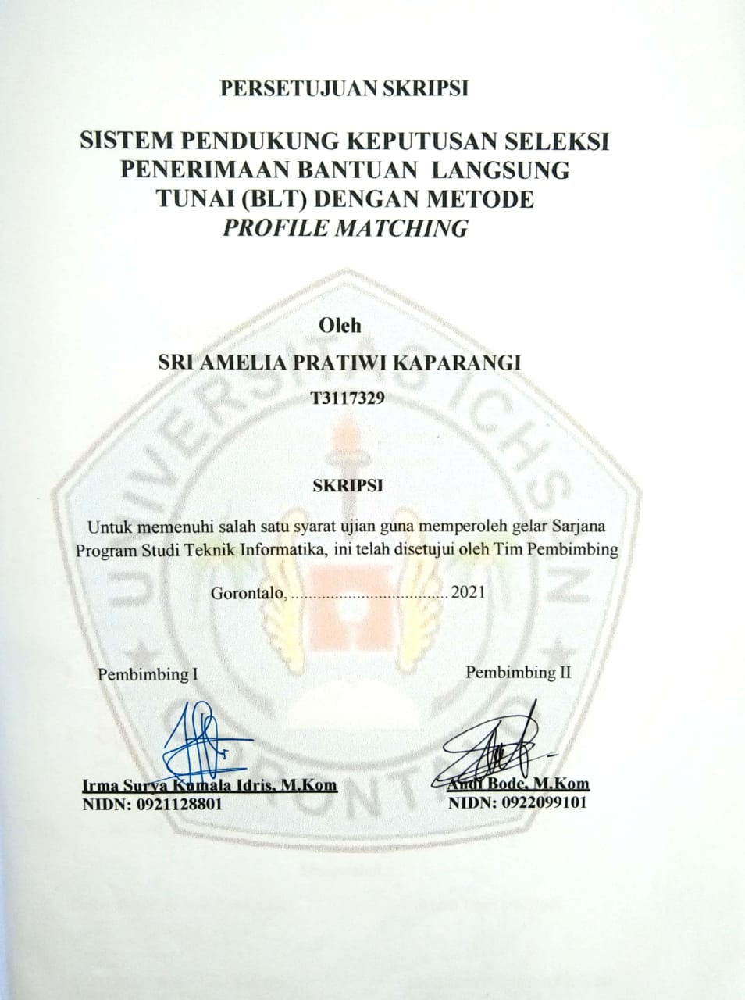 PERSETUJUAN SKRIPSI
SISTEM PENDUKUNG KEPUTUSAN SELEKSI
PENERIMAAN BANTUAN LANGSUNG
TUNAI (BLT) DENGAN METODE
PROFILE MATCHING
Oleh
SRI AMELIA PRATIWI KAPARANGI
T3117329
SKRIPSI
Untuk memenuhi salah satu syarat ujian guna memperoleh gelar Sarjana
Program Studi Teknik Informatika, ini telah disetujui oleh Tim Pembimbing
Gorontalo,....................................2021
Pembimbing I
Pembimbing II
Irma Surya Kumala Idris, M.Kom
NIDN: 0921128801
Andi Bode, M.Kom
NIDN: 0922099101
UNIVERSITAS ICHSAN
GORONTALO